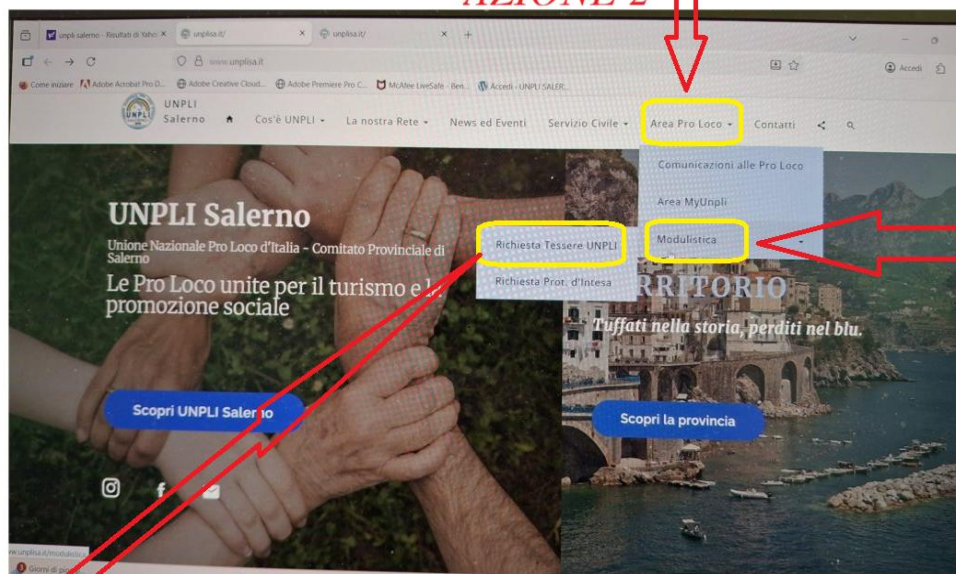 AZIONE 2
unpli salerno - Risultati di Yahoo
unplisa.it/
unplisa.it/
www.unplisa.it
Accedi
Come iniziare
Adobe Acrobat Pro D...
Adobe Creative Cloud...
Adobe Premiere Pro C...
McAfee LiveSafe - Ben...
Accedi - UNPLI SALER...
UNPLI
Salerno
Cos'è UNPLI
La nostra Rete
News ed Eventi
Servizio Civile
Area Pro Loco
Contatti
Comunicazioni alle Pro Loco
Area MyUnpli
Modulistica
Richiesta Tessere UNPLI
Richiesta Prot. d'Intesa
UNPLI Salerno
Unione Nazionale Pro Loco d'Italia - Comitato Provinciale di
Salerno
Le Pro Loco unite per il turismo e la
promozione sociale
Scopri UNPLI Salerno
RRITORIO
Tuffati nella storia, perditi nel blu.
Scopri la provincia
w.unplisa.it/modulistica
Giorni di